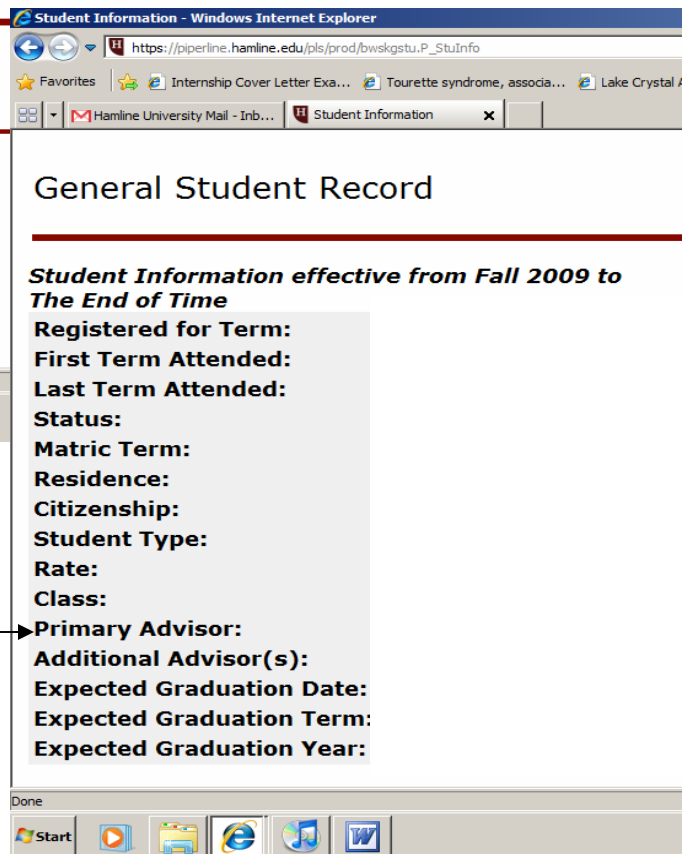 Student Information - Windows Internet Explorer
https://piperline.hamline.edu/pls/prod/bwskgstu.P_StuInfo
Favorites Internship Cover Letter Exa... Tourette syndrome, associa... Lake Crystal A
Hamline University Mail - Inb... Student Information x
General Student Record
Student Information effective from Fall 2009 to
The End of Time
Registered for Term:
First Term Attended:
Last Term Attended:
Status:
Matric Term:
Residence:
Citizenship:
Student Type:
Rate:
Class:
Primary Advisor:
Additional Advisor(s):
Expected Graduation Date:
Expected Graduation Term:
Expected Graduation Year:
Done
Start